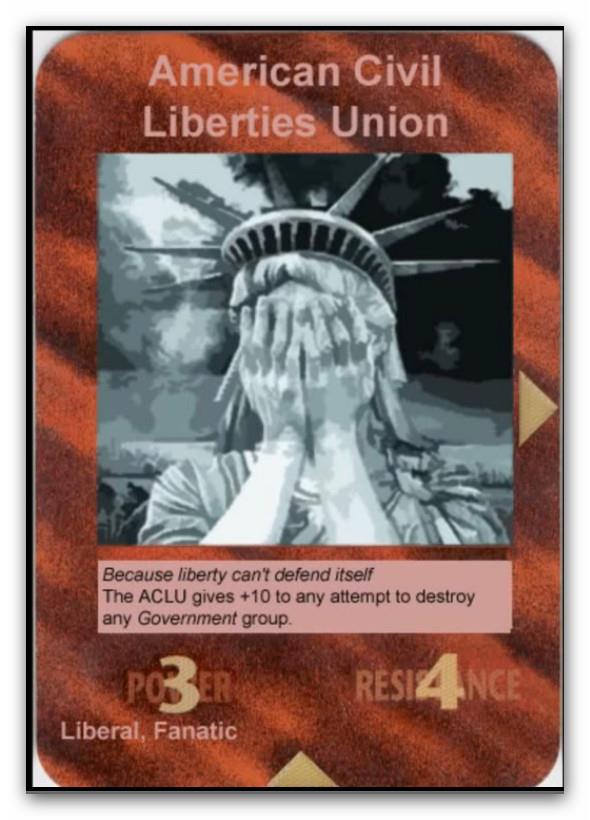 American Civil
Liberties Union
Because liberty can't defend itself
The ACLU gives +10 to any attempt to destroy
any Government group.
POWER 3 RESISTANCE 4
Liberal, Fanatic